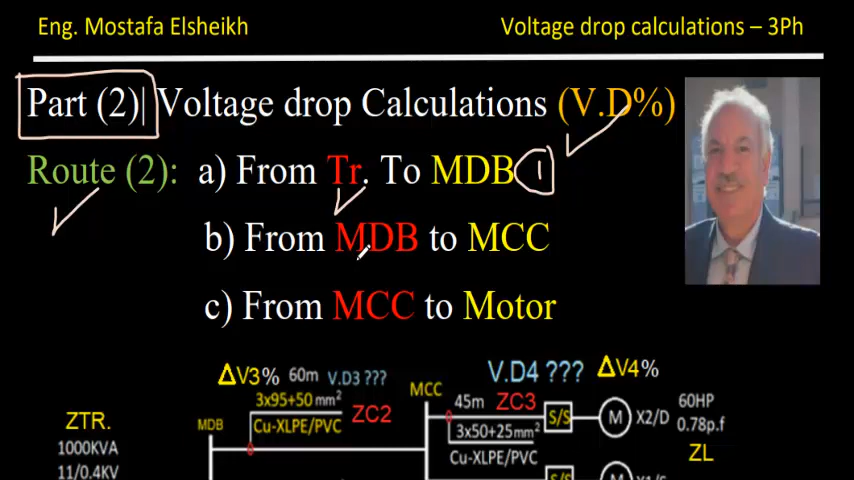 Eng. Mostafa Elsheikh
Voltage drop calculations – 3Ph
Part (2)| Voltage drop Calculations (V.D%)
Route (2): a) From Tr. To MDB 1
b) From MDB to MCC
c) From MCC to Motor
ΔV3% 60m V.D3 ???
V.D4 ??? ΔV4%
3x95+50 mm²
ZC2
MCC
45m ZC3
60HP
ZTR.
MDB
Cu-XLPE/PVC
S/S
M
X2/D
0.78p.f
1000KVA
3x50+25mm²
ZL
11/0.4KV
Cu-XLPE/PVC